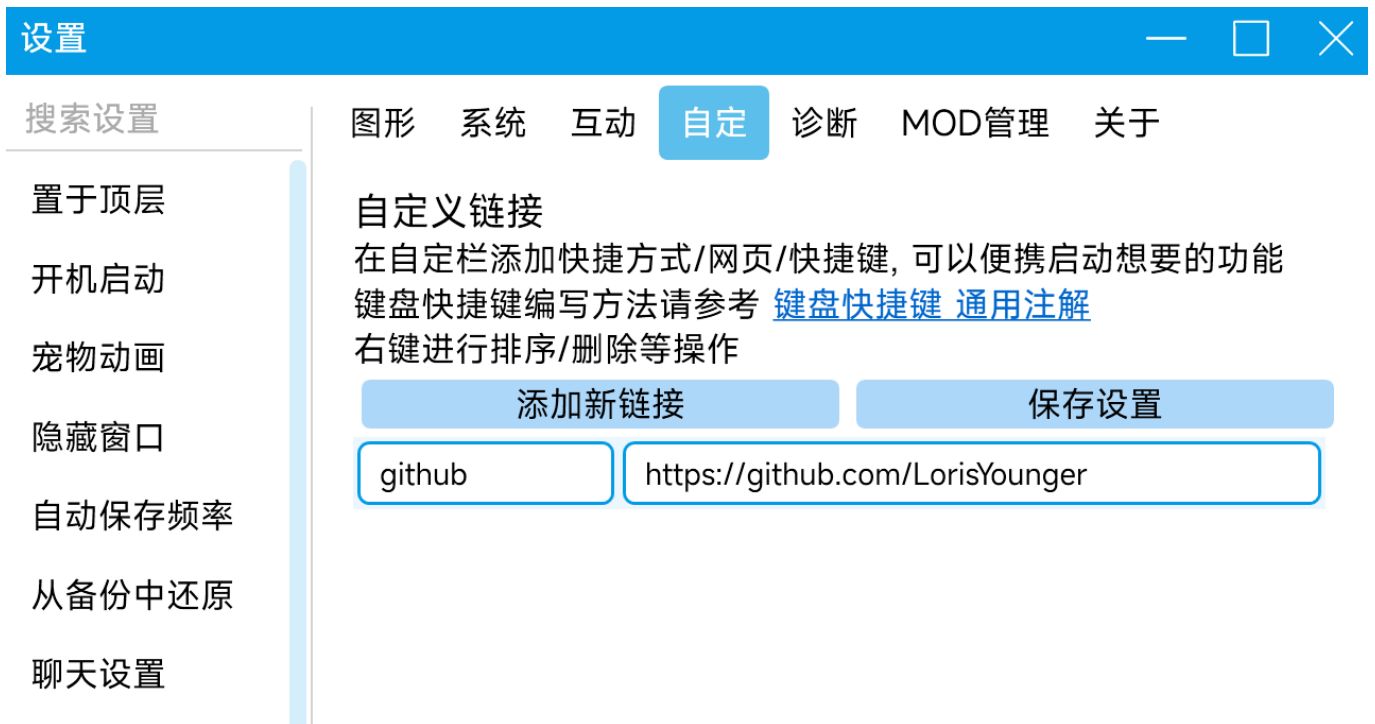 设置
搜索设置
置于顶层
开机启动
宠物动画
隐藏窗口
自动保存频率
从备份中还原
聊天设置
图形 系统 互动 自定 诊断 MOD管理 关于
自定义链接
在自定栏添加快捷方式/网页/快捷键, 可以便携启动想要的功能
键盘快捷键编写方法请参考 键盘快捷键 通用注解
右键进行排序/删除等操作
添加新链接 保存设置
github https://github.com/LorisYounger